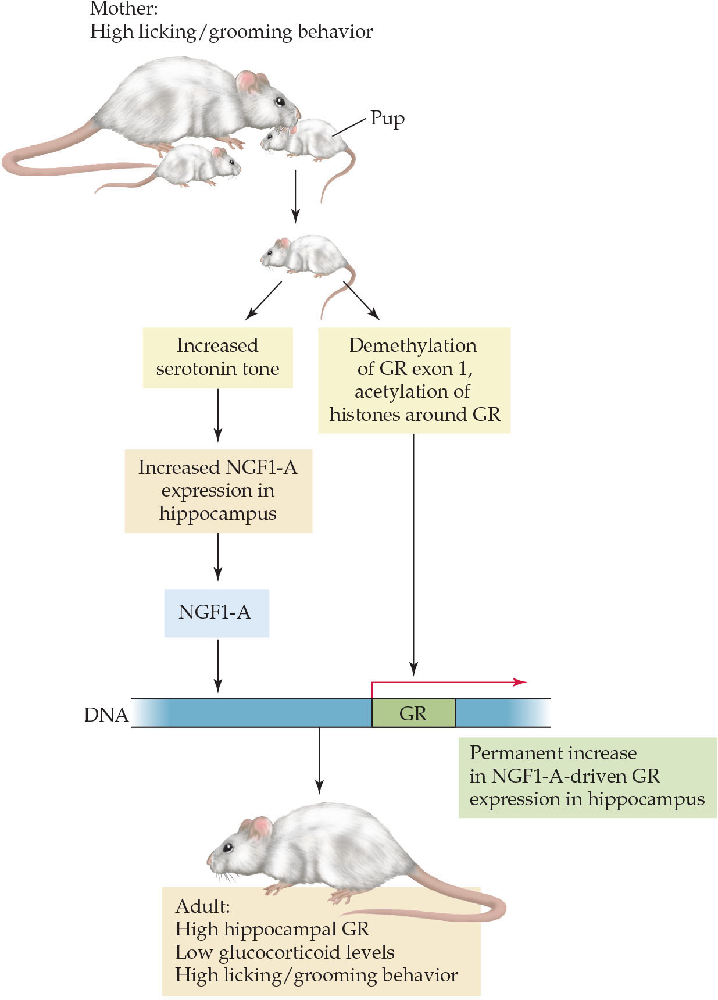 Mother:
High licking/grooming behavior
Pup
Increased
serotonin tone
Demethylation
of GR exon 1,
acetylation of
histones around GR
Increased NGF1-A
expression in
hippocampus
NGF1-A
DNA
GR
Permanent increase
in NGF1-A-driven GR
expression in hippocampus
Adult:
High hippocampal GR
Low glucocorticoid levels
High licking/grooming behavior